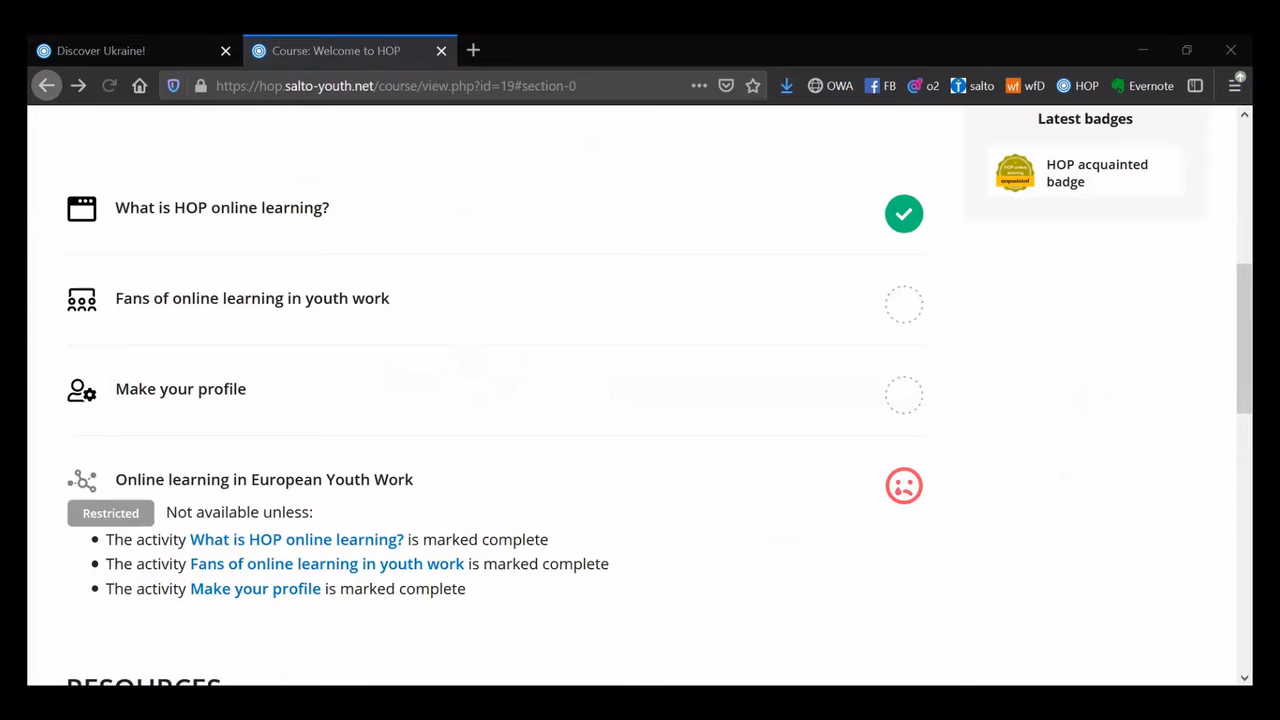 Discover Ukraine!
Course: Welcome to HOP
https://hop.salto-youth.net/course/view.php?id=19#section-0
OWA
FB
o2
salto
wfD
HOP
Evernote
Latest badges
HOP acquainted
badge
What is HOP online learning?
Fans of online learning in youth work
Make your profile
Online learning in European Youth Work
Restricted Not available unless:
The activity What is HOP online learning? is marked complete
The activity Fans of online learning in youth work is marked complete
The activity Make your profile is marked complete
RESOURCES